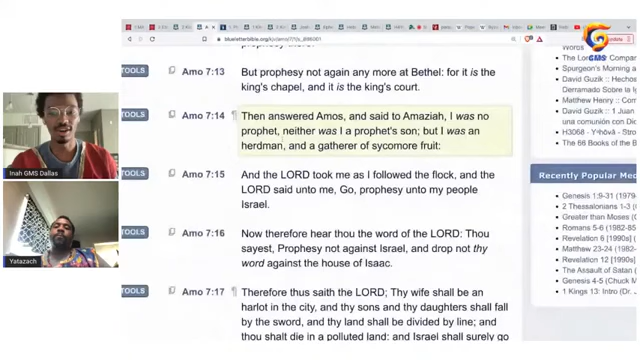 blueletterbible.org
GMS
prophesy there.
TOOLS
Amo 7:13
But prophesy not again any more at Bethel: for it is the
king's chapel, and it is the king's court.
TOOLS
Amo 7:14
Then answered Amos, and said to Amaziah, I was no
prophet, neither was I a prophet's son; but I was an
herdman, and a gatherer of sycomore fruit:
TOOLS
Amo 7:15
And the LORD took me as I followed the flock, and the
LORD said unto me, Go, prophesy unto my people
Israel.
TOOLS
Amo 7:16
Now therefore hear thou the word of the LORD: Thou
sayest, Prophesy not against Israel, and drop not thy
word against the house of Isaac.
TOOLS
Amo 7:17
Therefore thus saith the LORD; Thy wife shall be an
harlot in the city, and thy sons and thy daughters shall fall
by the sword, and thy land shall be divided by line; and
thou shalt die in a polluted land: and Israel shall surely go
Words
Spurgeon's Morning a
David Guzik :: Hechos
Derramado Sobre la Ig
Matthew Henry :: Com
David Guzik :: 1 Juan
una comunión con Dio
H3068 - Yᵉhôvâ - Stro
The 66 Books of the B
Recently Popular Med
Genesis 1:9-31 (1979-
2 Thessalonians 1-3 (
Greater than Moses (C
Romans 5-6 (1982-85
Revelation 6 [1990s] (
Matthew 23-24 (1982-
Revelation 12 [1990s]
The Assault of Satan (
Genesis 4-5 (Chuck M
1 Kings 13: Intro (Dr. J
Inah GMS Dallas
Yatazach